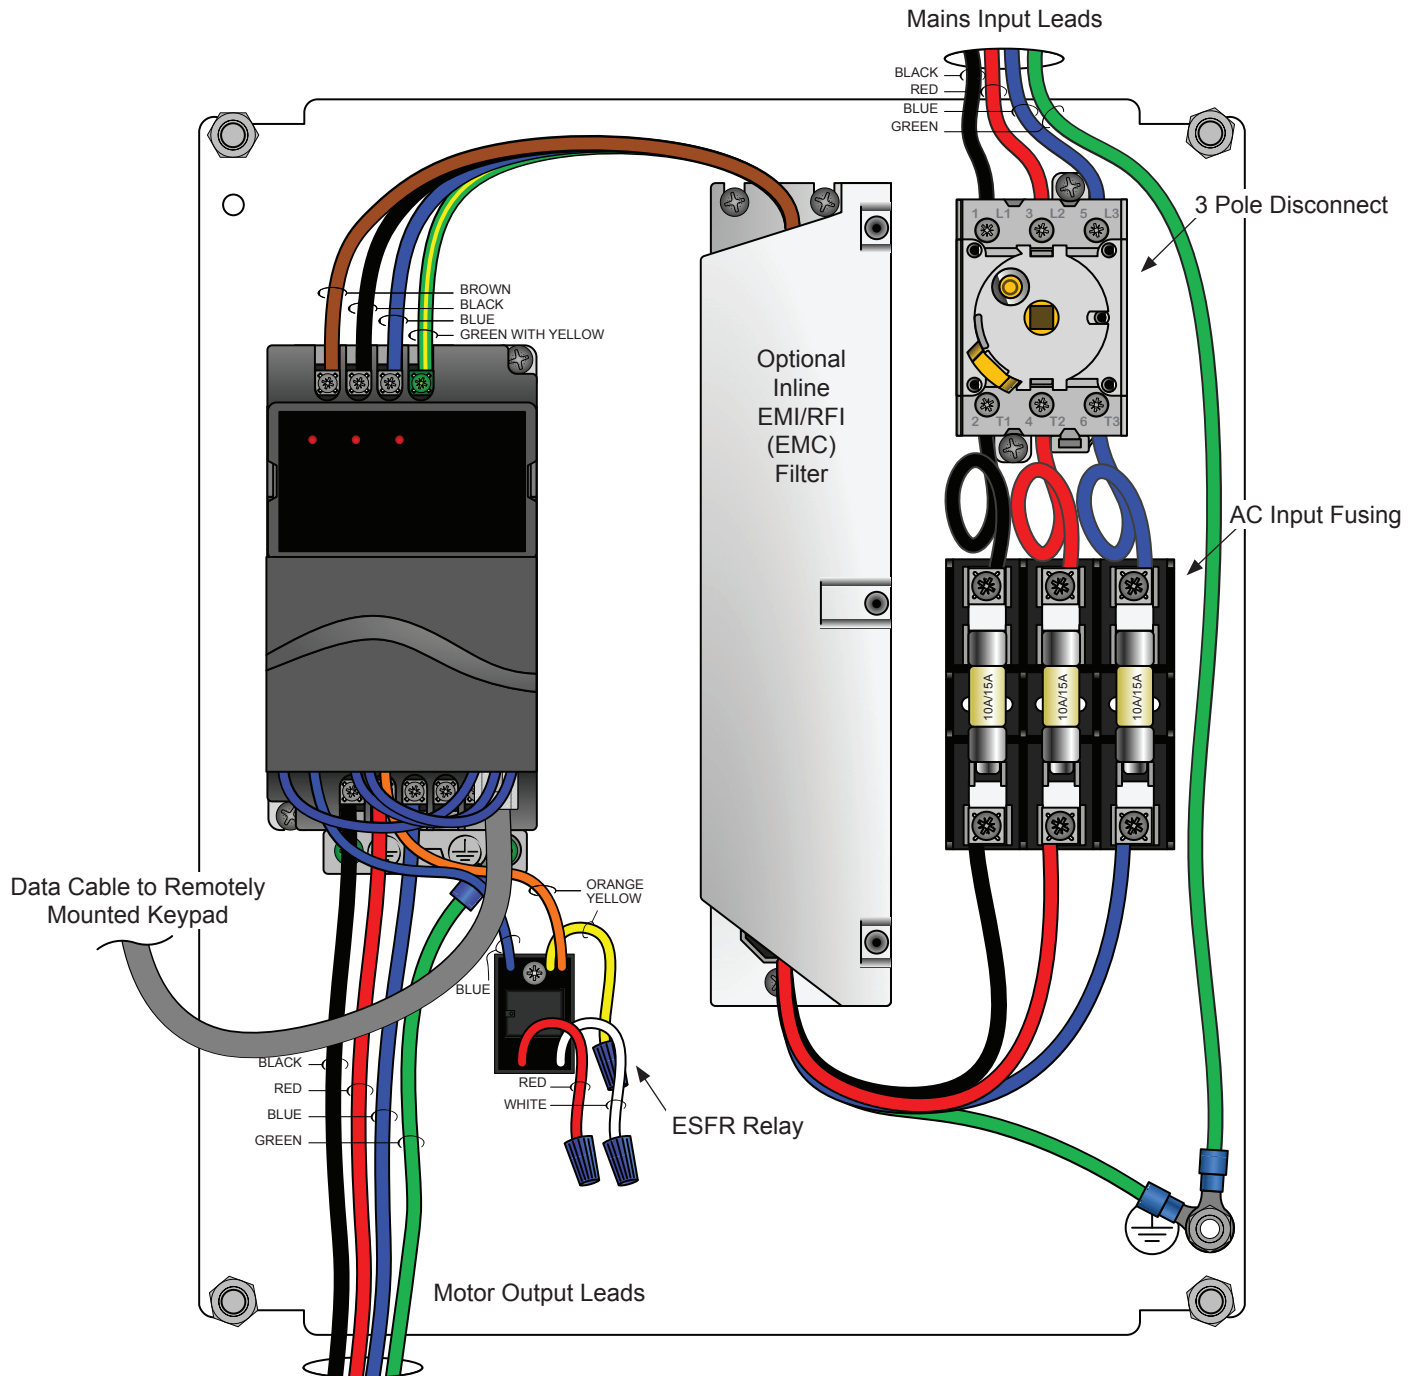 Mains Input Leads
BLACK
RED
BLUE
GREEN
1 L1 3 L2 5 L3
3 Pole Disconnect
BROWN
BLACK
BLUE
GREEN WITH YELLOW
Optional
Inline
EMI/RFI
(EMC)
Filter
2 T1 4 T2 6 T3
AC Input Fusing
10A/15A
10A/15A
10A/15A
Data Cable to Remotely
Mounted Keypad
ORANGE
YELLOW
BLUE
BLACK
RED
BLUE
GREEN
RED
WHITE
ESFR Relay
Motor Output Leads